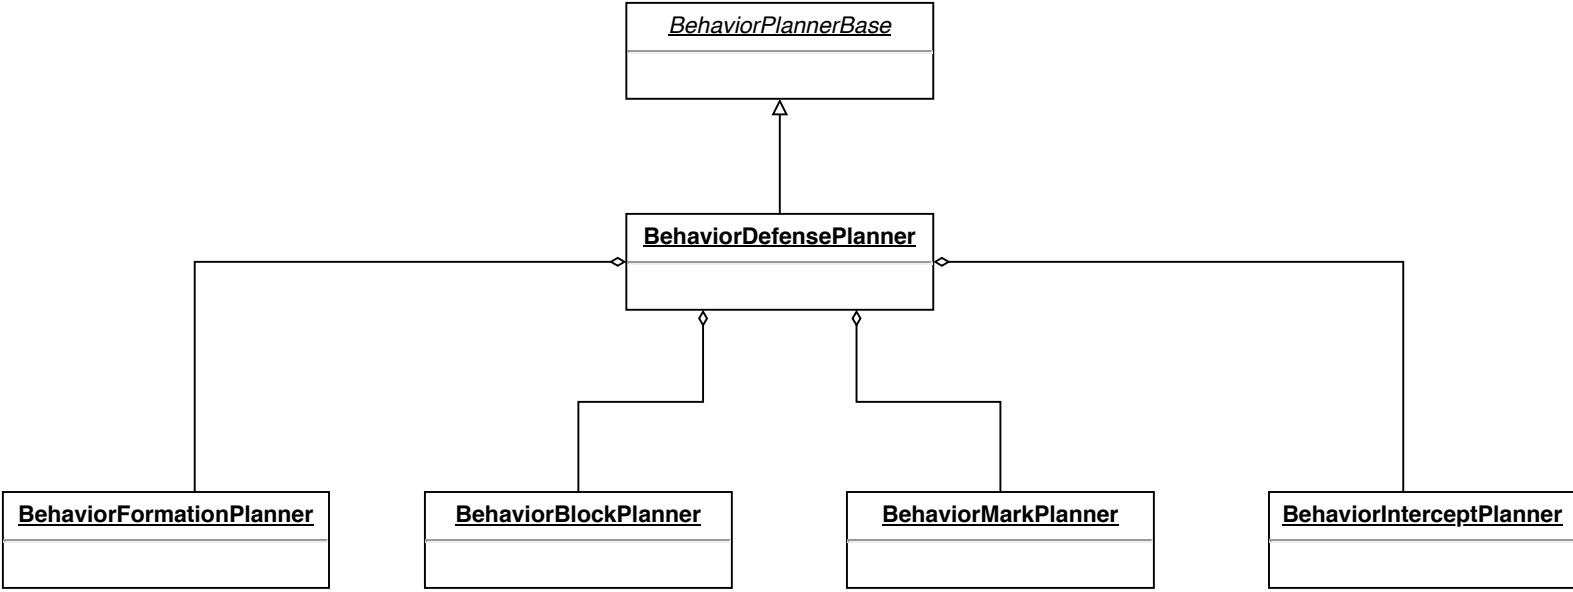 BehaviorPlannerBase
BehaviorDefensePlanner
BehaviorFormationPlanner
BehaviorBlockPlanner
BehaviorMarkPlanner
BehaviorInterceptPlanner